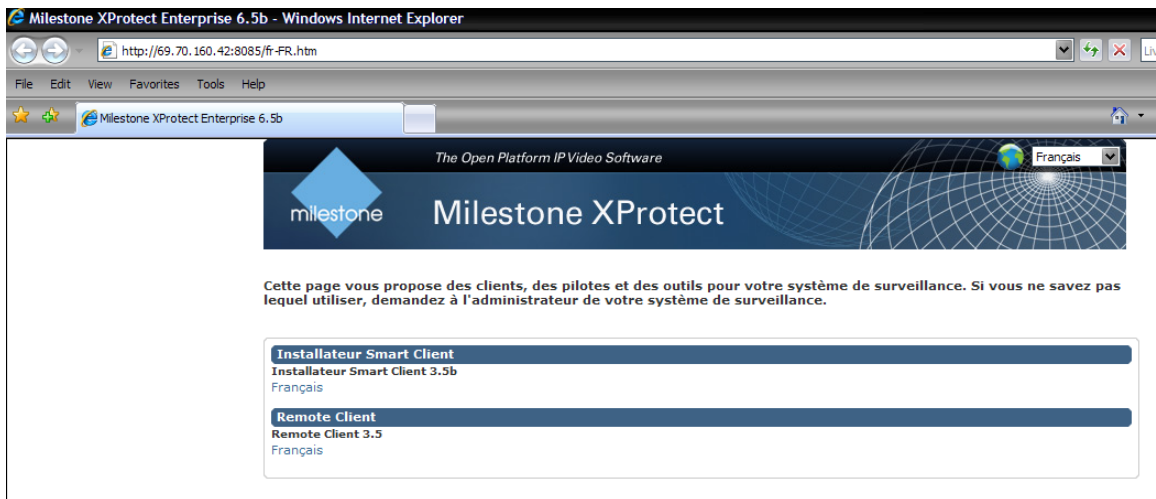 Milestone XProtect Enterprise 6.5b - Windows Internet Explorer
http://69.70.160.42:8085/fr-FR.htm
File Edit View Favorites Tools Help
Milestone XProtect Enterprise 6.5b
The Open Platform IP Video Software
Français
milestone
Milestone XProtect
Cette page vous propose des clients, des pilotes et des outils pour votre système de surveillance. Si vous ne savez pas
lequel utiliser, demandez à l'administrateur de votre système de surveillance.
Installateur Smart Client
Installateur Smart Client 3.5b
Français
Remote Client
Remote Client 3.5
Français